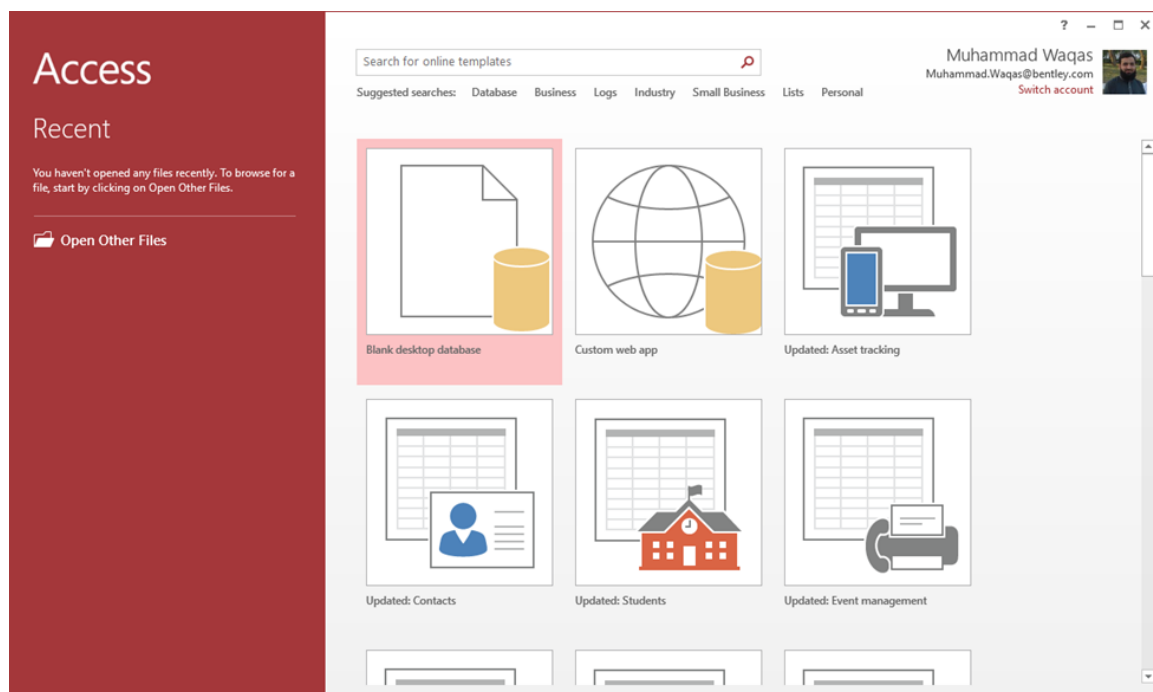 Access
Recent
You haven't opened any files recently. To browse for a
file, start by clicking on Open Other Files.
Open Other Files
?
Search for online templates
Suggested searches: Database Business Logs Industry Small Business Lists Personal
Muhammad Waqas
Muhammad.Waqas@bentley.com
Switch account
Blank desktop database
Custom web app
Updated: Asset tracking
Updated: Contacts
Updated: Students
Updated: Event management